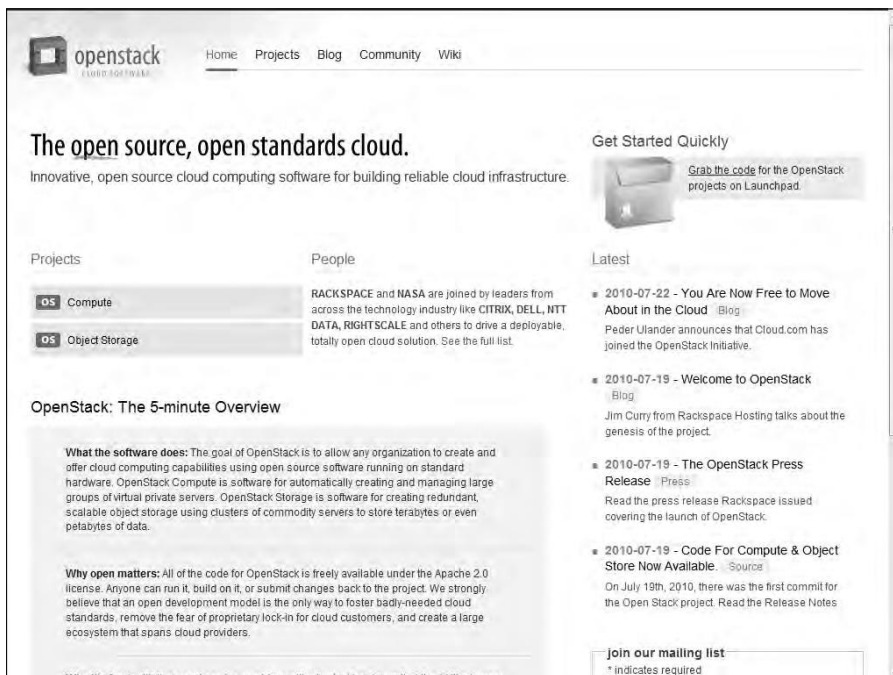 openstack
CLOUD SOFTWARE
Home Projects Blog Community Wiki
The open source, open standards cloud.
Innovative, open source cloud computing software for building reliable cloud infrastructure.
Get Started Quickly
Grab the code for the OpenStack
projects on Launchpad.
Projects
OS Compute
OS Object Storage
People
RACKSPACE and NASA are joined by leaders from
across the technology industry like CITRIX, DELL, NTT
DATA, RIGHTSCALE and others to drive a deployable,
totally open cloud solution. See the full list.
OpenStack: The 5-minute Overview
What the software does: The goal of OpenStack is to allow any organization to create and
offer cloud computing capabilities using open source software running on standard
hardware. OpenStack Compute is software for automatically creating and managing large
groups of virtual private servers. OpenStack Storage is software for creating redundant,
scalable object storage using clusters of commodity servers to store terabytes or even
petabytes of data.
Why open matters: All of the code for OpenStack is freely available under the Apache 2.0
license. Anyone can run it, build on it, or submit changes back to the project. We strongly
believe that an open development model is the only way to foster badly-needed cloud
standards, remove the fear of proprietary lock-in for cloud customers, and create a large
ecosystem that spans cloud providers.
Latest
2010-07-22 - You Are Now Free to Move
About in the Cloud Blog
Peder Ulander announces that Cloud.com has
joined the OpenStack Initiative.
2010-07-19 - Welcome to OpenStack
Blog
Jim Curry from Rackspace Hosting talks about the
genesis of the project.
2010-07-19 - The OpenStack Press
Release Press
Read the press release Rackspace issued
covering the launch of OpenStack.
2010-07-19 - Code For Compute & Object
Store Now Available. Source
On July 19th, 2010, there was the first commit for
the Open Stack project. Read the Release Notes
join our mailing list
* indicates required